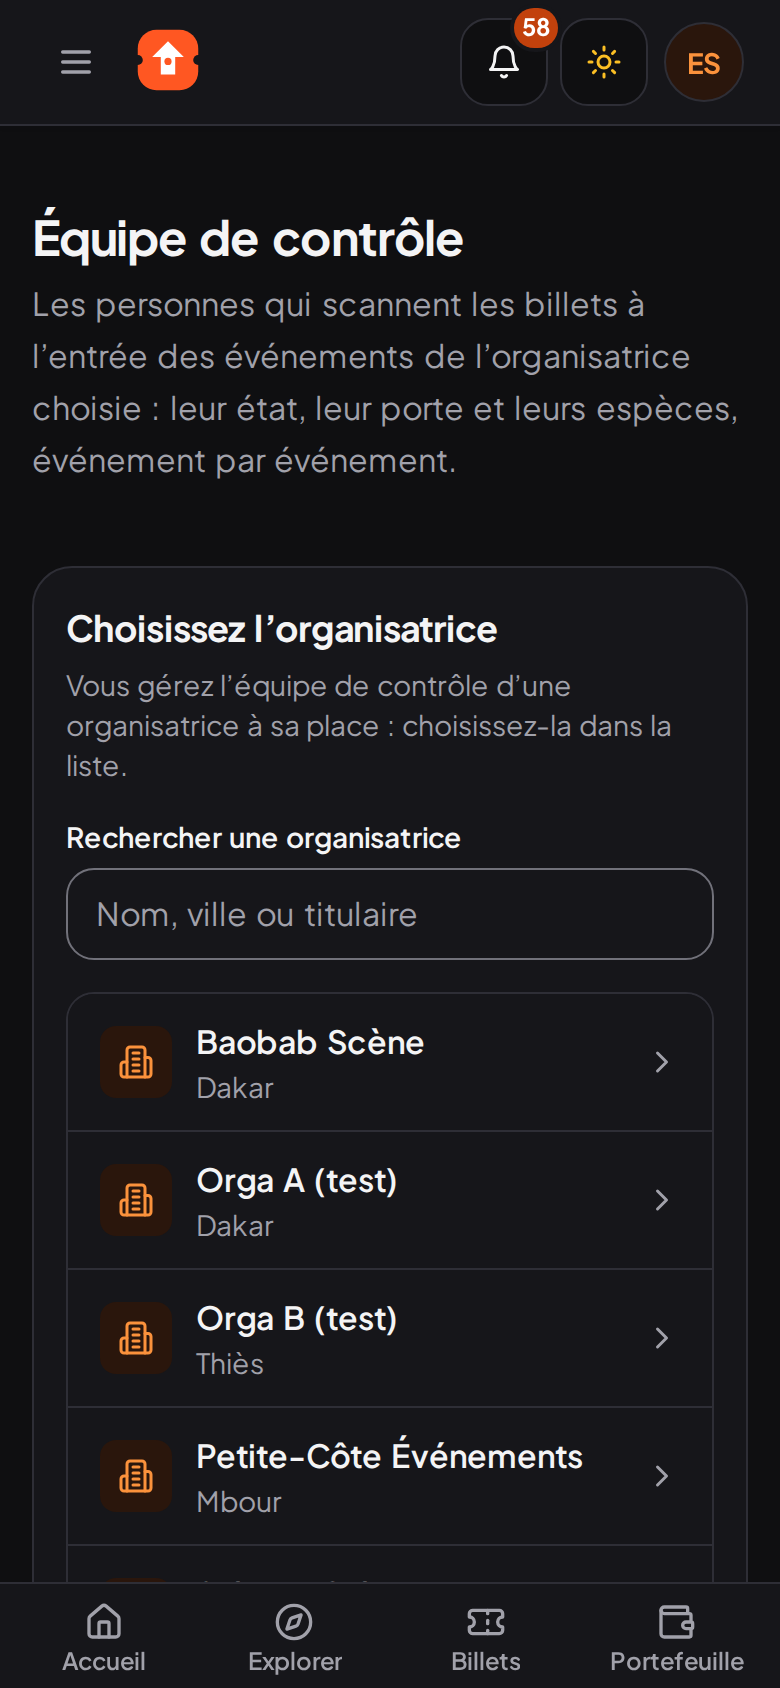 58
ES
Équipe de contrôle
Les personnes qui scannent les billets à
l’entrée des événements de l’organisatrice
choisie : leur état, leur porte et leurs espèces,
événement par événement.
Choisissez l’organisatrice
Vous gérez l’équipe de contrôle d’une
organisatrice à sa place : choisissez-la dans la
liste.
Rechercher une organisatrice
Nom, ville ou titulaire
Baobab Scène
Dakar
Orga A (test)
Dakar
Orga B (test)
Thiès
Petite-Côte Événements
Mbour
Accueil
Explorer
Billets
Portefeuille